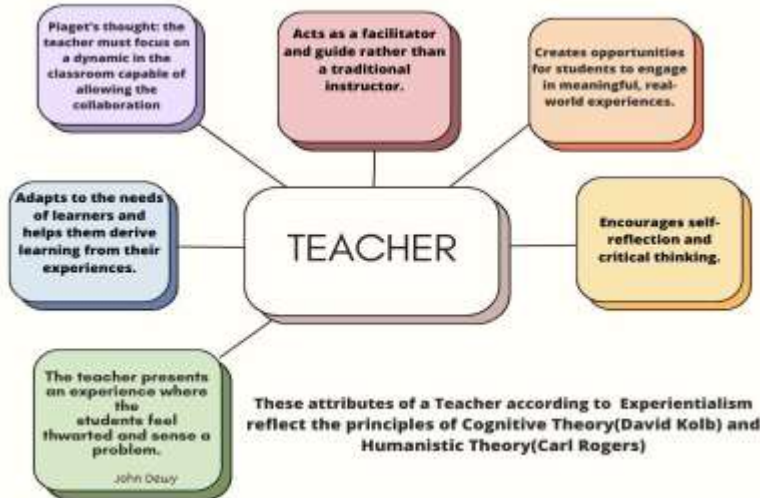 Piaget's thought: the
teacher must focus on
a dynamic in the
classroom capable of
allowing the
collaboration
Acts as a facilitator
and guide rather than
a traditional
instructor.
Creates opportunities
for students to engage
in meaningful, real-
world experiences.
Adapts to the needs
of learners and
helps them derive
learning from their
experiences.
TEACHER
Encourages self-
reflection and
critical thinking.
The teacher presents
an experience where
the
students feel
thwarted and sense a
problem.
John Dewy
These attributes of a Teacher according to Experientialism
reflect the principles of Cognitive Theory(David Kolb) and
Humanistic Theory(Carl Rogers)